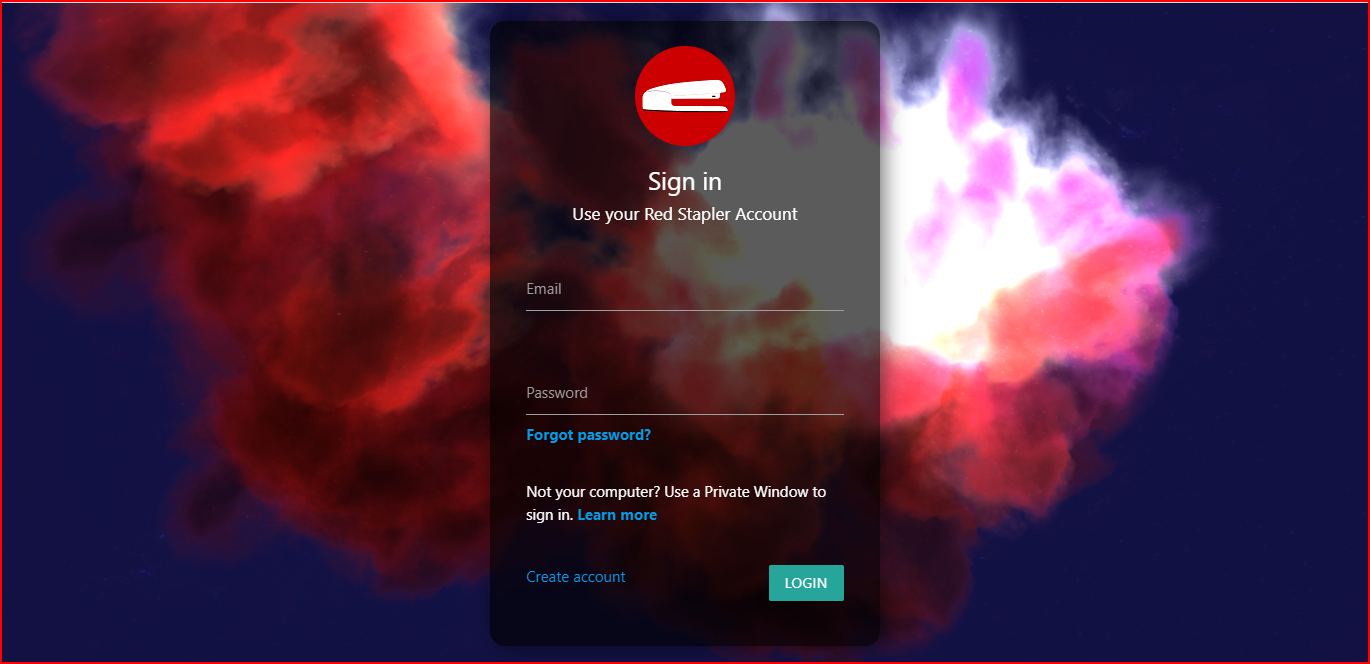 Sign in
Use your Red Stapler Account
Email
Password
Forgot password?
Not your computer? Use a Private Window to
sign in. Learn more
Create account
LOGIN